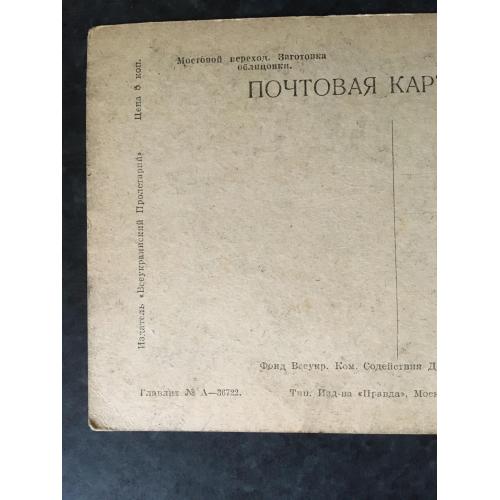 Мостовой переход. Заготовка
облицовки.
ПОЧТОВАЯ КАР
Издатель «Всеукраинский Пролетарий» Цена 8 коп.
Фонд Всеукр. Ком. Содействия Д
Главлит № А—36722.
Тип. Изд-ва «Правда», Моск